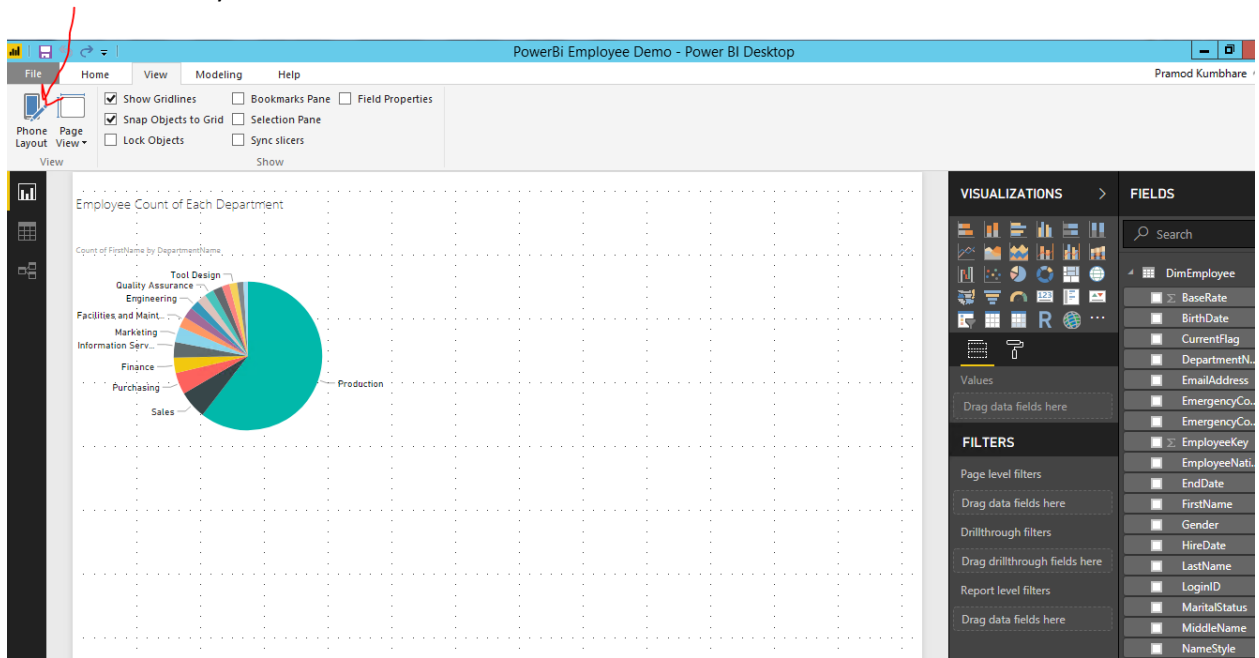 PowerBi Employee Demo - Power BI Desktop
File Home View Modeling Help
Pramod Kumbhare
Show Gridlines
Bookmarks Pane
Field Properties
Snap Objects to Grid
Selection Pane
Lock Objects
Sync slicers
Phone Layout
Page View
View
Show
Employee Count of Each Department
Count of FirstName by DepartmentName
Tool Design
Quality Assurance
Engineering
Facilities and Maint...
Marketing
Information Serv...
Finance
Purchasing
Sales
Production
VISUALIZATIONS >
123
R
...
Values
Drag data fields here
FILTERS
Page level filters
Drag data fields here
Drillthrough filters
Drag drillthrough fields here
Report level filters
Drag data fields here
FIELDS
Search
DimEmployee
Σ BaseRate
BirthDate
CurrentFlag
DepartmentN...
EmailAddress
EmergencyCo...
EmergencyCo...
Σ EmployeeKey
EmployeeNati...
EndDate
FirstName
Gender
HireDate
LastName
LoginID
MaritalStatus
MiddleName
NameStyle